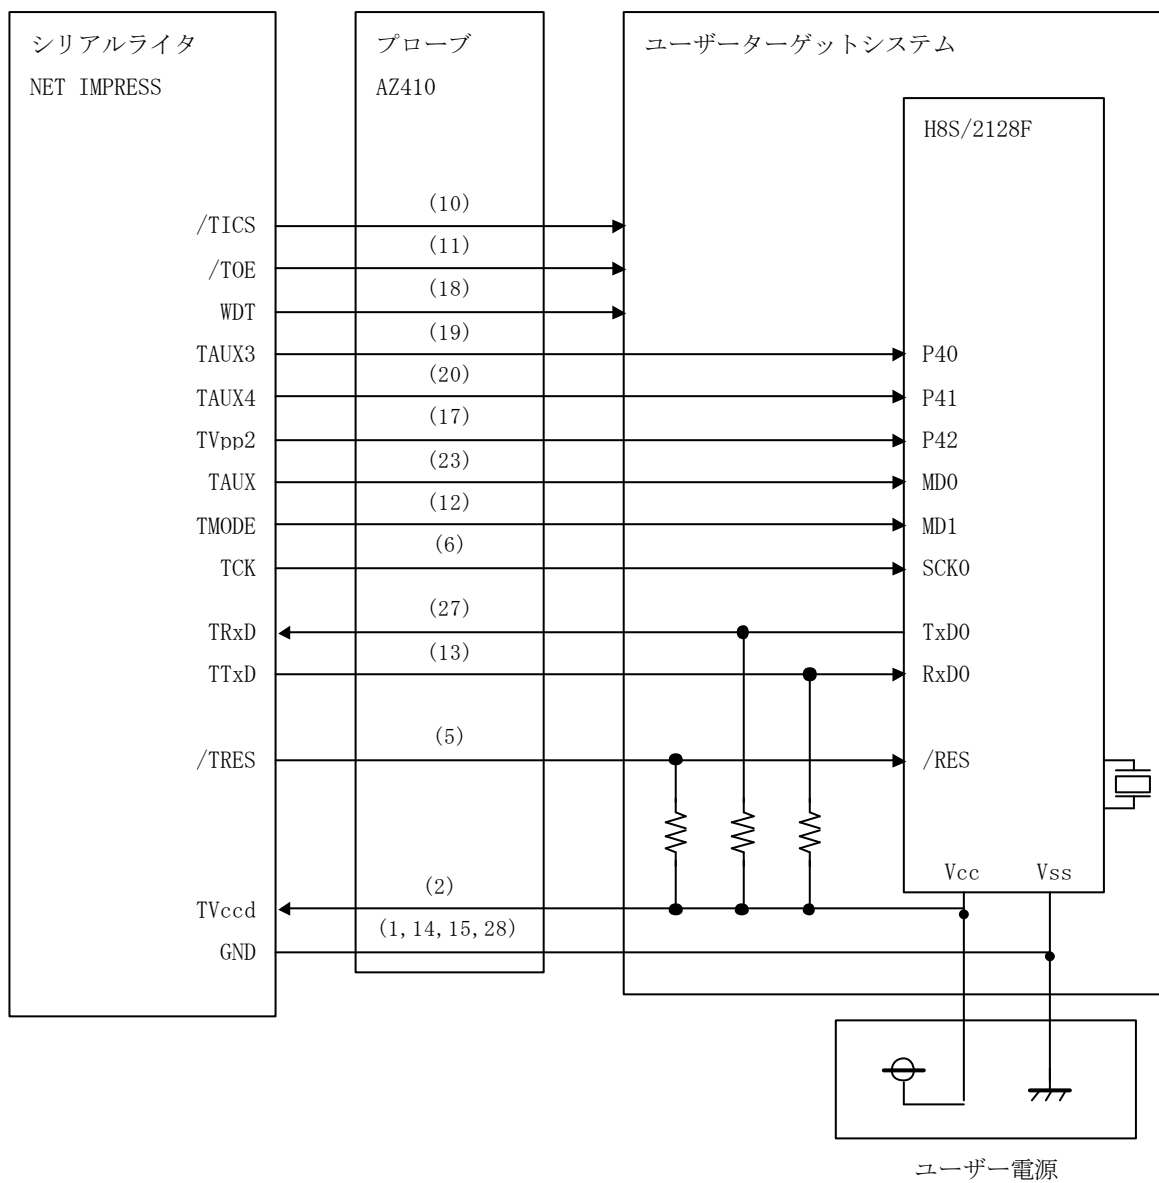 シリアルライタ
NET IMPRESS
プローブ
AZ410
ユーザーターゲットシステム
H8S/2128F
/TICS
(10)
/TOE
(11)
WDT
(18)
TAUX3
(19)
P40
TAUX4
(20)
P41
TVpp2
(17)
P42
TAUX
(23)
MD0
TMODE
(12)
MD1
TCK
(6)
SCK0
TRxD
(27)
TxD0
TTxD
(13)
RxD0
/TRES
(5)
/RES
Vcc
Vss
TVccd
(2)
GND
(1,14,15,28)
ユーザー電源